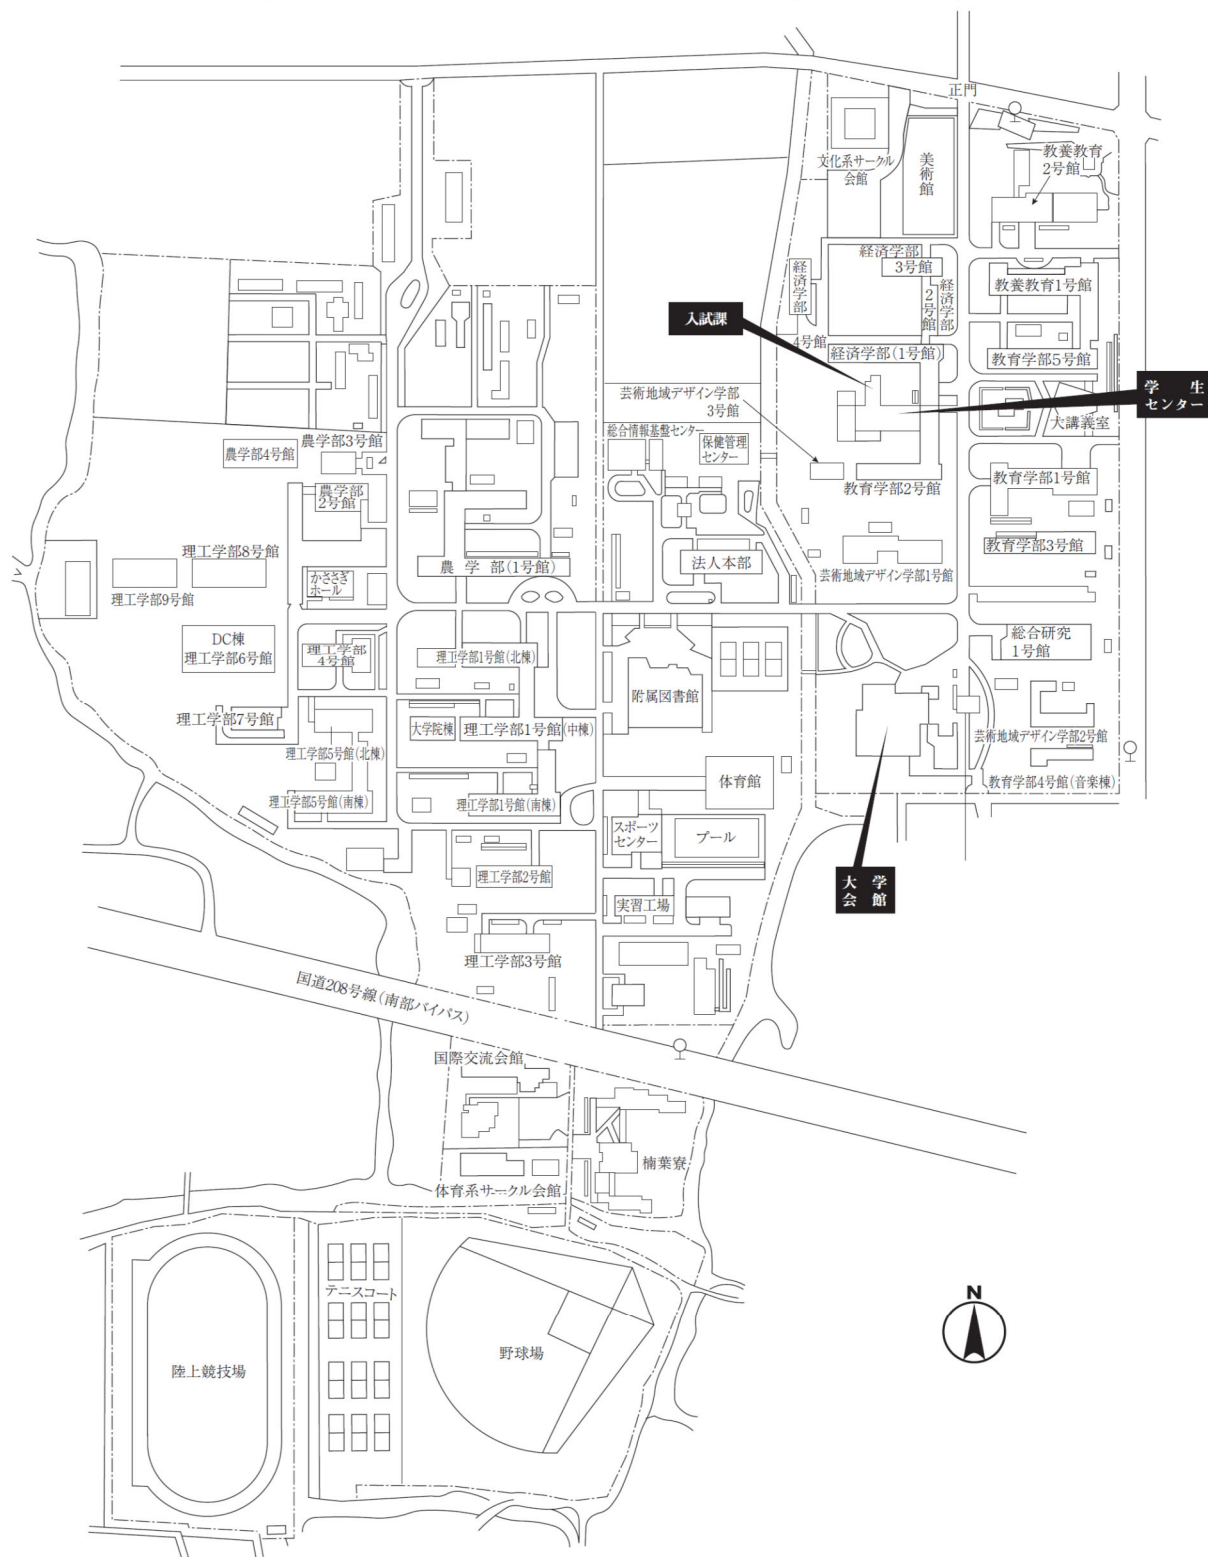 正門
教養教育
2号館
文化系サークル
会館
美術館
経済学部
3号館
経済学部
4号館
経済学部
2号館
教養教育1号館
入試課
経済学部(1号館)
教育学部5号館
学生
センター
芸術地域デザイン学部
3号館
大講義室
総合情報基盤センター
保健管理
センター
農学部3号館
農学部4号館
教育学部2号館
教育学部1号館
農学部
2号館
理工学部8号館
教育学部3号館
農学部(1号館)
法人本部
芸術地域デザイン学部1号館
かささぎ
ホール
理工学部9号館
DC棟
理工学部6号館
理工学部
4号館
理工学部1号館(北棟)
総合研究
1号館
附属図書館
理工学部7号館
大学院棟
理工学部1号館(中棟)
芸術地域デザイン学部2号館
理工学部5号館(北棟)
体育館
教育学部4号館(音楽棟)
理工学部5号館(南棟)
理工学部1号館(南棟)
スポーツ
センター
プール
理工学部2号館
大学
会館
実習工場
理工学部3号館
国道208号線(南部バイパス)
国際交流会館
楠葉寮
体育系サークル会館
テニスコート
N
野球場
陸上競技場